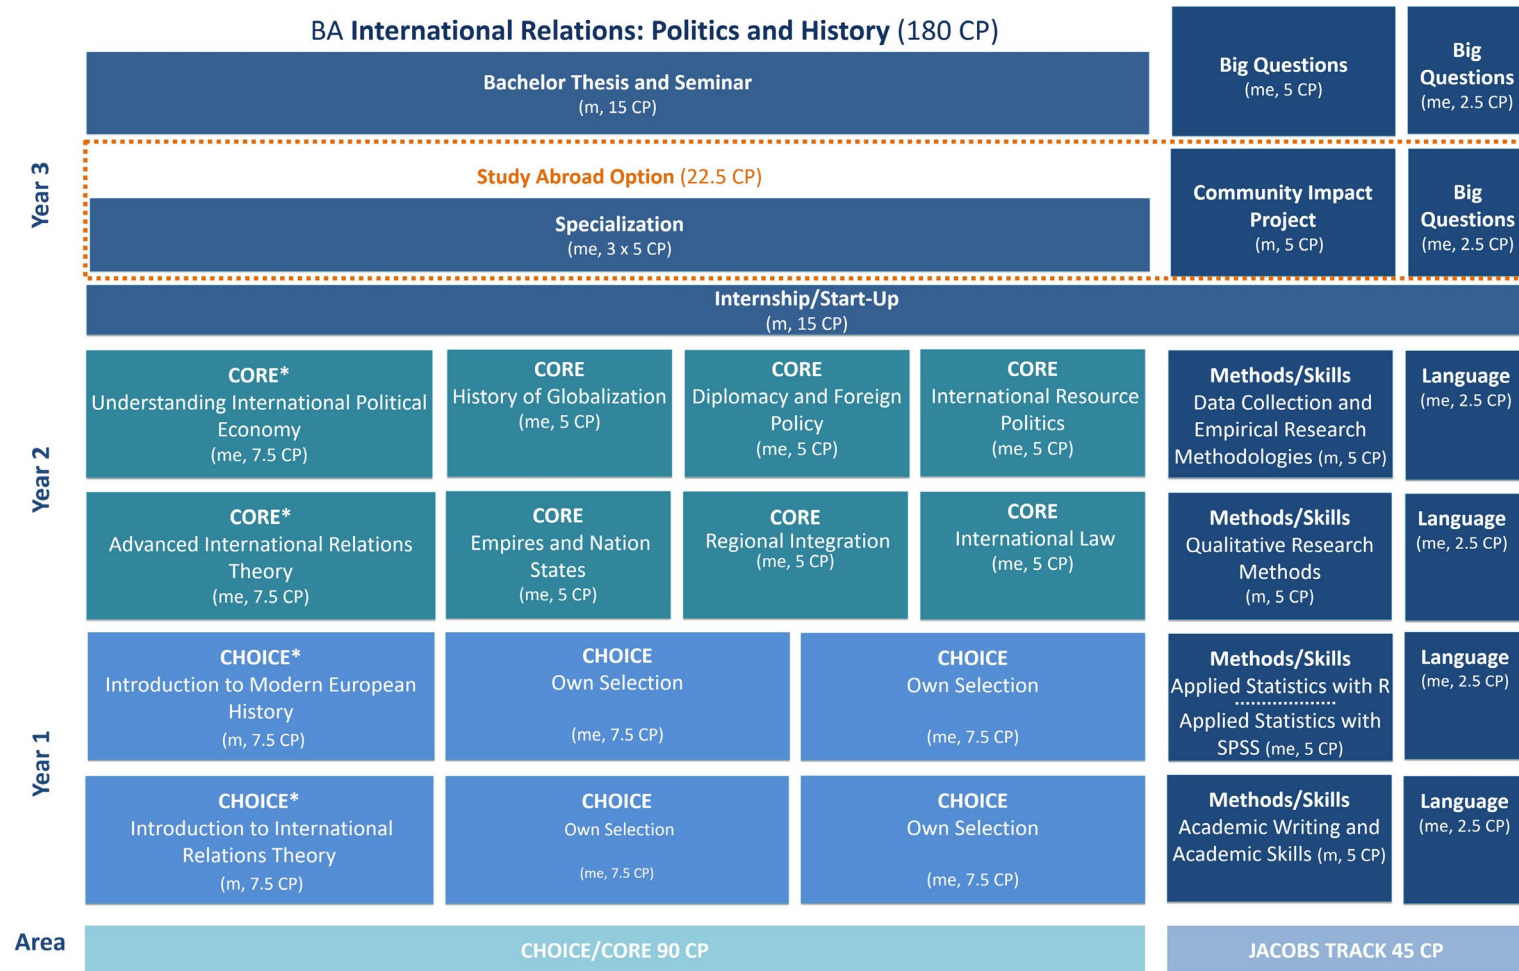 BA International Relations: Politics and History (180 CP)
Bachelor Thesis and Seminar
(m, 15 CP)
Big Questions
(me, 5 CP)
Big
Questions
(me, 2.5 CP)
Year 3
Study Abroad Option (22.5 CP)
Specialization
(me, 3 x 5 CP)
Community Impact
Project
(m, 5 CP)
Big
Questions
(me, 2.5 CP)
Internship/Start-Up
(m, 15 CP)
Year 2
CORE*
Understanding International Political
Economy
(me, 7.5 CP)
CORE
History of Globalization
(me, 5 CP)
CORE
Diplomacy and Foreign
Policy
(me, 5 CP)
CORE
International Resource
Politics
(me, 5 CP)
Methods/Skills
Data Collection and
Empirical Research
Methodologies (m, 5 CP)
Language
(me, 2.5 CP)
CORE*
Advanced International Relations
Theory
(me, 7.5 CP)
CORE
Empires and Nation
States
(me, 5 CP)
CORE
Regional Integration
(me, 5 CP)
CORE
International Law
(me, 5 CP)
Methods/Skills
Qualitative Research
Methods
(m, 5 CP)
Language
(me, 2.5 CP)
Year 1
CHOICE*
Introduction to Modern European
History
(m, 7.5 CP)
CHOICE
Own Selection
(me, 7.5 CP)
CHOICE
Own Selection
(me, 7.5 CP)
Methods/Skills
Applied Statistics with R
Applied Statistics with
SPSS (me, 5 CP)
Language
(me, 2.5 CP)
CHOICE*
Introduction to International
Relations Theory
(m, 7.5 CP)
CHOICE
Own Selection
(me, 7.5 CP)
CHOICE
Own Selection
(me, 7.5 CP)
Methods/Skills
Academic Writing and
Academic Skills (m, 5 CP)
Language
(me, 2.5 CP)
Area
CHOICE/CORE 90 CP
JACOBS TRACK 45 CP